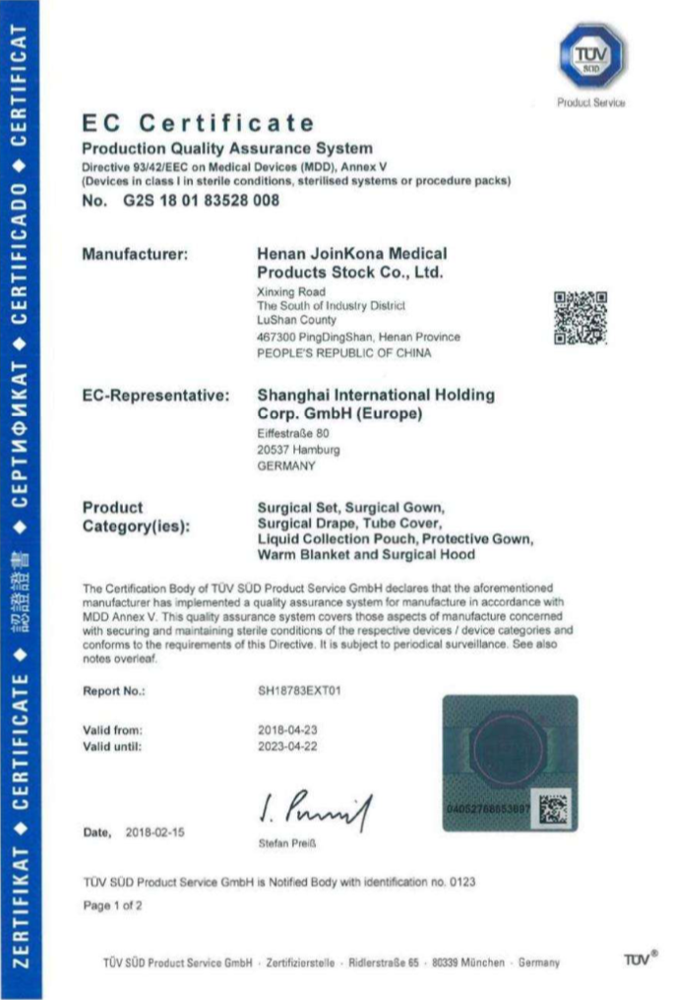 TÜV
SÜD
Product Service
EC Certificate
Production Quality Assurance System
Directive 93/42/EEC on Medical Devices (MDD), Annex V
(Devices in class I in sterile conditions, sterilised systems or procedure packs)
No. G2S 18 01 83528 008
Manufacturer: Henan JoinKona Medical
Products Stock Co., Ltd.
Xinxing Road
The South of Industry District
LuShan County
467300 PingDingShan, Henan Province
PEOPLE'S REPUBLIC OF CHINA
EC-Representative: Shanghai International Holding
Corp. GmbH (Europe)
Eiffestraße 80
20537 Hamburg
GERMANY
Product
Category(ies):
Surgical Set, Surgical Gown,
Surgical Drape, Tube Cover,
Liquid Collection Pouch, Protective Gown,
Warm Blanket and Surgical Hood
The Certification Body of TÜV SÜD Product Service GmbH declares that the aforementioned
manufacturer has implemented a quality assurance system for manufacture in accordance with
MDD Annex V. This quality assurance system covers those aspects of manufacture concerned
with securing and maintaining sterile conditions of the respective devices / device categories and
conforms to the requirements of this Directive. It is subject to periodical surveillance. See also
notes overleaf.
Report No.: SH18783EXT01
Valid from: 2018-04-23
Valid until: 2023-04-22
Date, 2018-02-15
Stefan Preiß
TÜV SÜD Product Service GmbH is Notified Body with identification no. 0123
Page 1 of 2
TÜV SÜD Product Service GmbH · Zertifizierstelle · Ridlerstraße 65 · 80339 München · Germany
TÜV®
ZERTIFIKAT ◆ CERTIFICATE ◆ 認證證書 ◆ СЕРТИФИКАТ ◆ CERTIFICADO ◆ CERTIFICAT